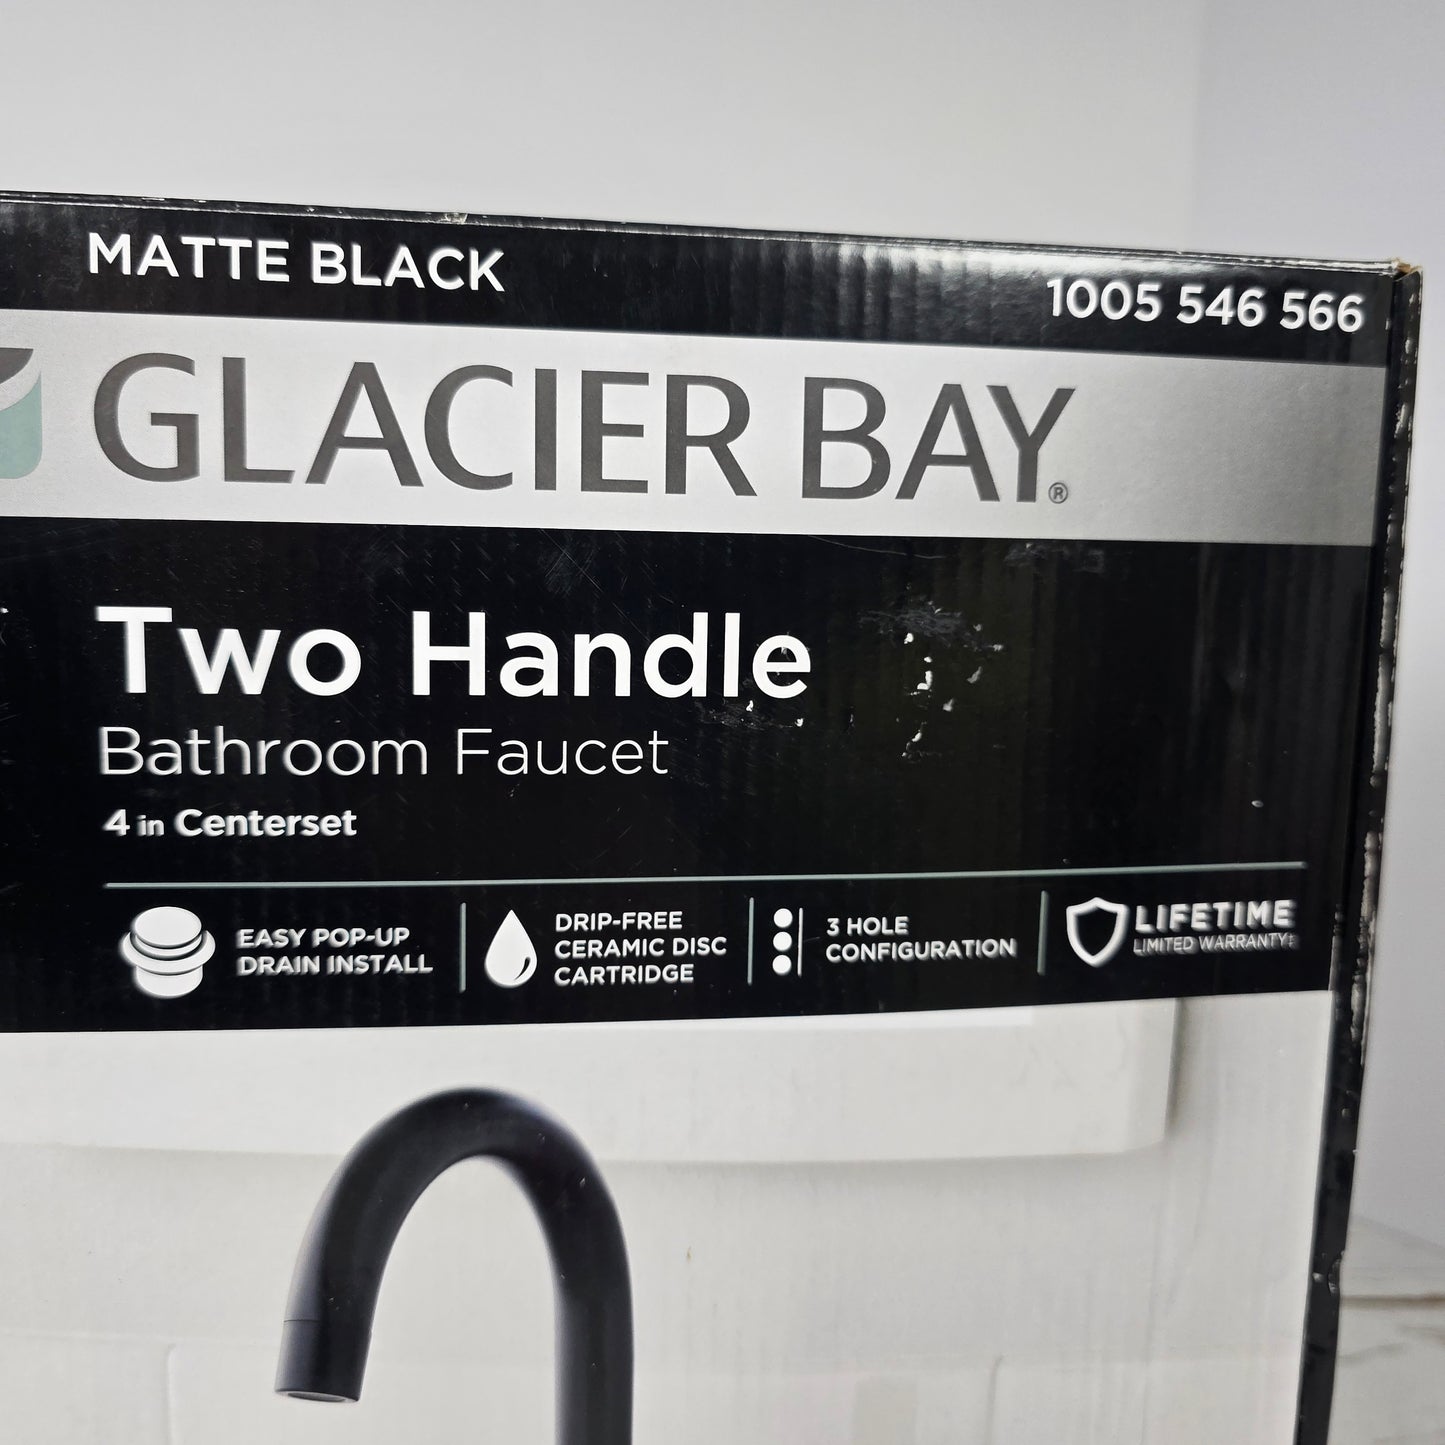 MATTE BLACK
1005 546 566
GLACIER BAY®
Two Handle
Bathroom Faucet
4 in Centerset
EASY POP-UP
DRAIN INSTALL
DRIP-FREE
CERAMIC DISC
CARTRIDGE
3 HOLE
CONFIGURATION
LIFETIME
LIMITED WARRANTY‡